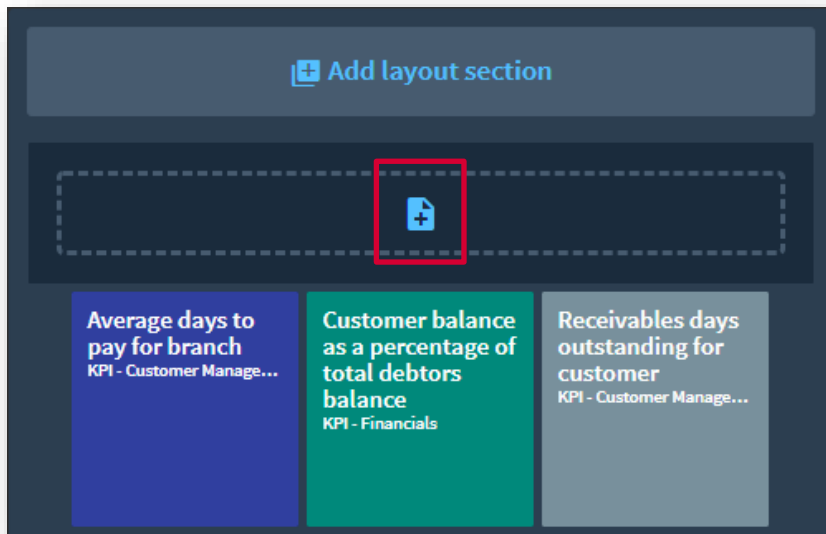 Add layout section
Average days to
pay for branch
KPI - Customer Manage...
Customer balance
as a percentage of
total debtors
balance
KPI - Financials
Receivables days
outstanding for
customer
KPI - Customer Manage...